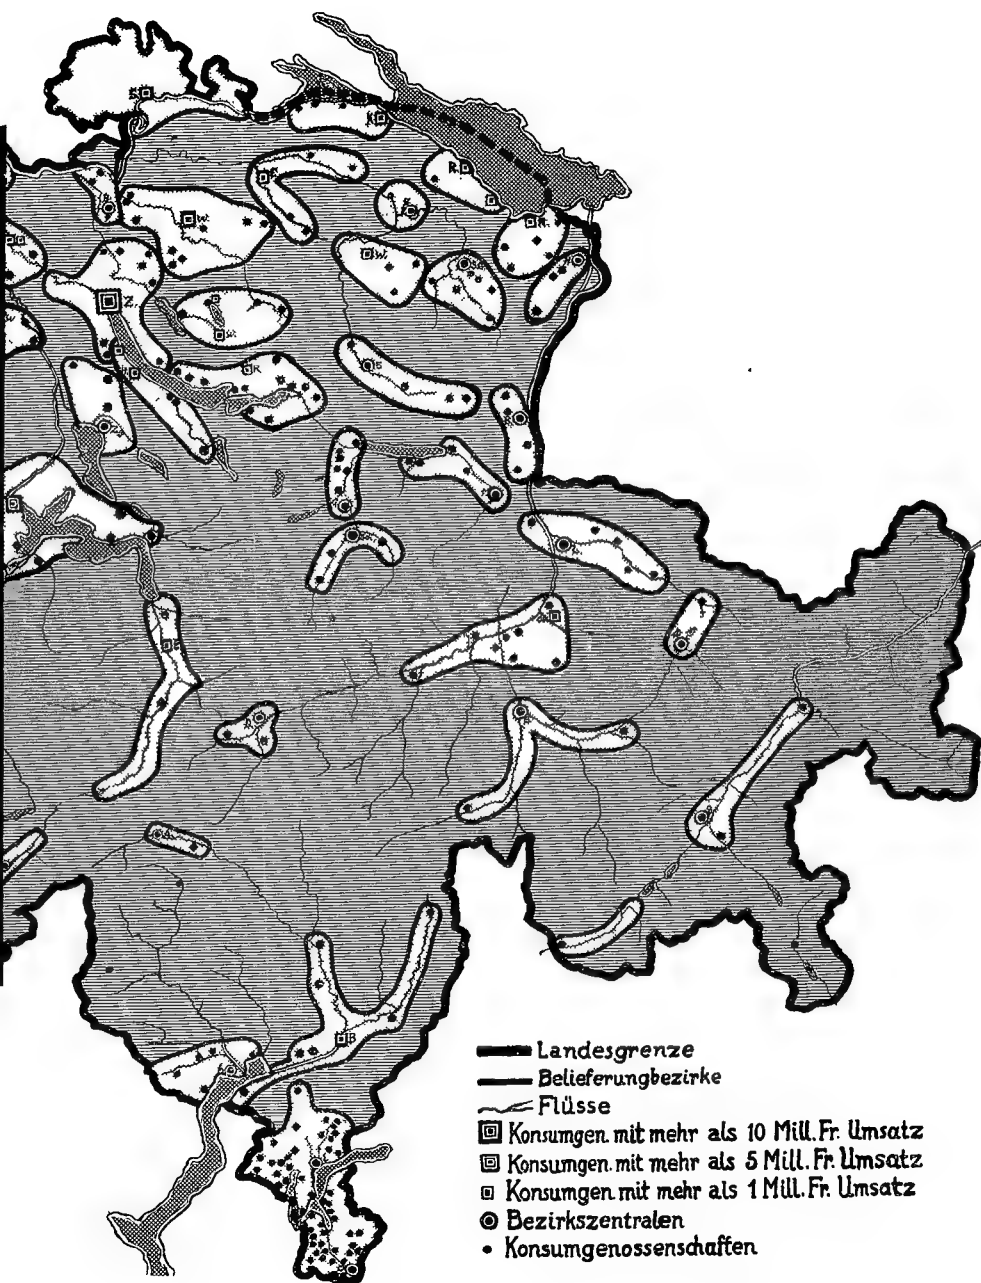 Z.
W.
W.
R.
R.
R
Landesgrenze
Belieferungbezirke
Flüsse
Konsumgen. mit mehr als 10 Mill. Fr. Umsatz
Konsumgen. mit mehr als 5 Mill. Fr. Umsatz
Konsumgen. mit mehr als 1 Mill. Fr. Umsatz
Bezirkszentralen
Konsumgenossenschaften